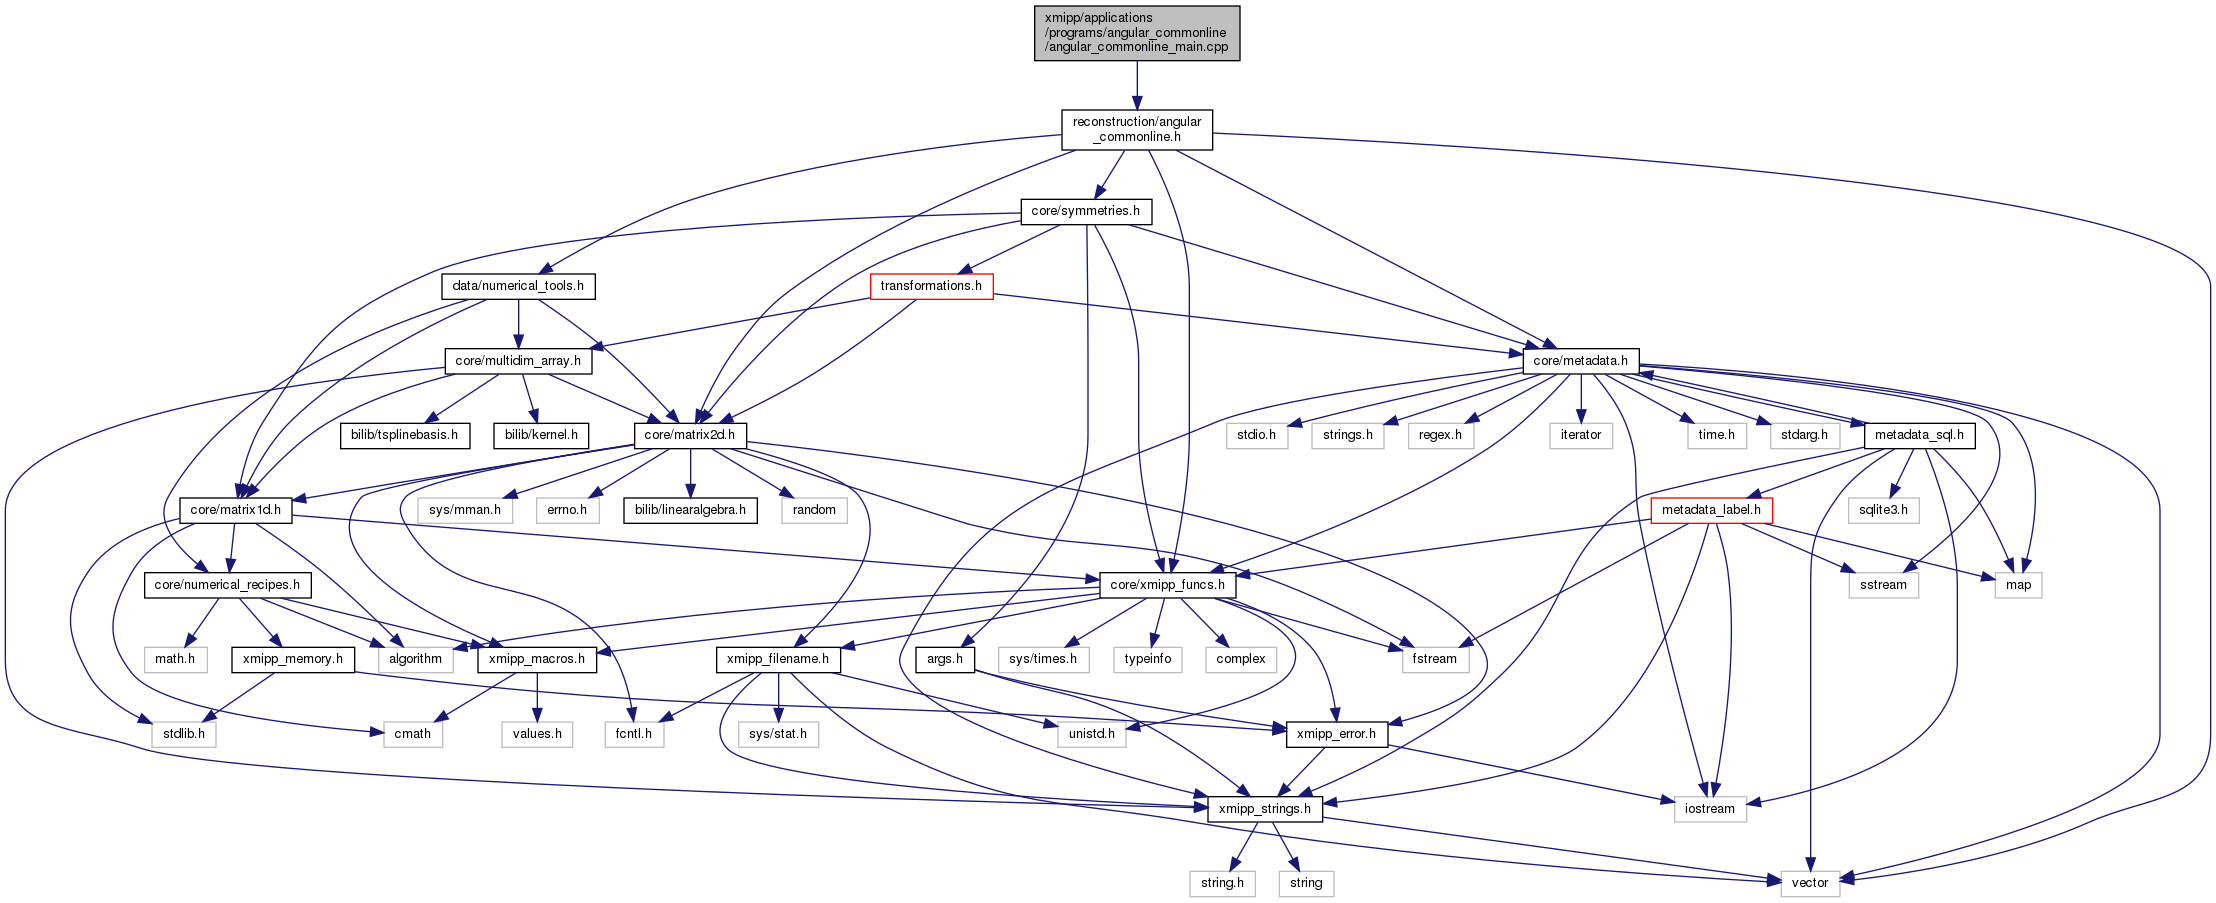 xmipp/applications
/programs/angular_commonline
/angular_commonline_main.cpp
reconstruction/angular
_commonline.h
core/symmetries.h
data/numerical_tools.h
transformations.h
core/multidim_array.h
core/metadata.h
bilib/tsplinebasis.h
bilib/kernel.h
core/matrix2d.h
stdio.h
strings.h
regex.h
iterator
time.h
stdarg.h
metadata_sql.h
core/matrix1d.h
sys/mman.h
errno.h
bilib/linearalgebra.h
random
metadata_label.h
sqlite3.h
core/numerical_recipes.h
core/xmipp_funcs.h
sstream
map
math.h
xmipp_memory.h
algorithm
xmipp_macros.h
xmipp_filename.h
args.h
sys/times.h
typeinfo
complex
fstream
stdlib.h
cmath
values.h
fcntl.h
sys/stat.h
unistd.h
xmipp_error.h
xmipp_strings.h
iostream
string.h
string
vector